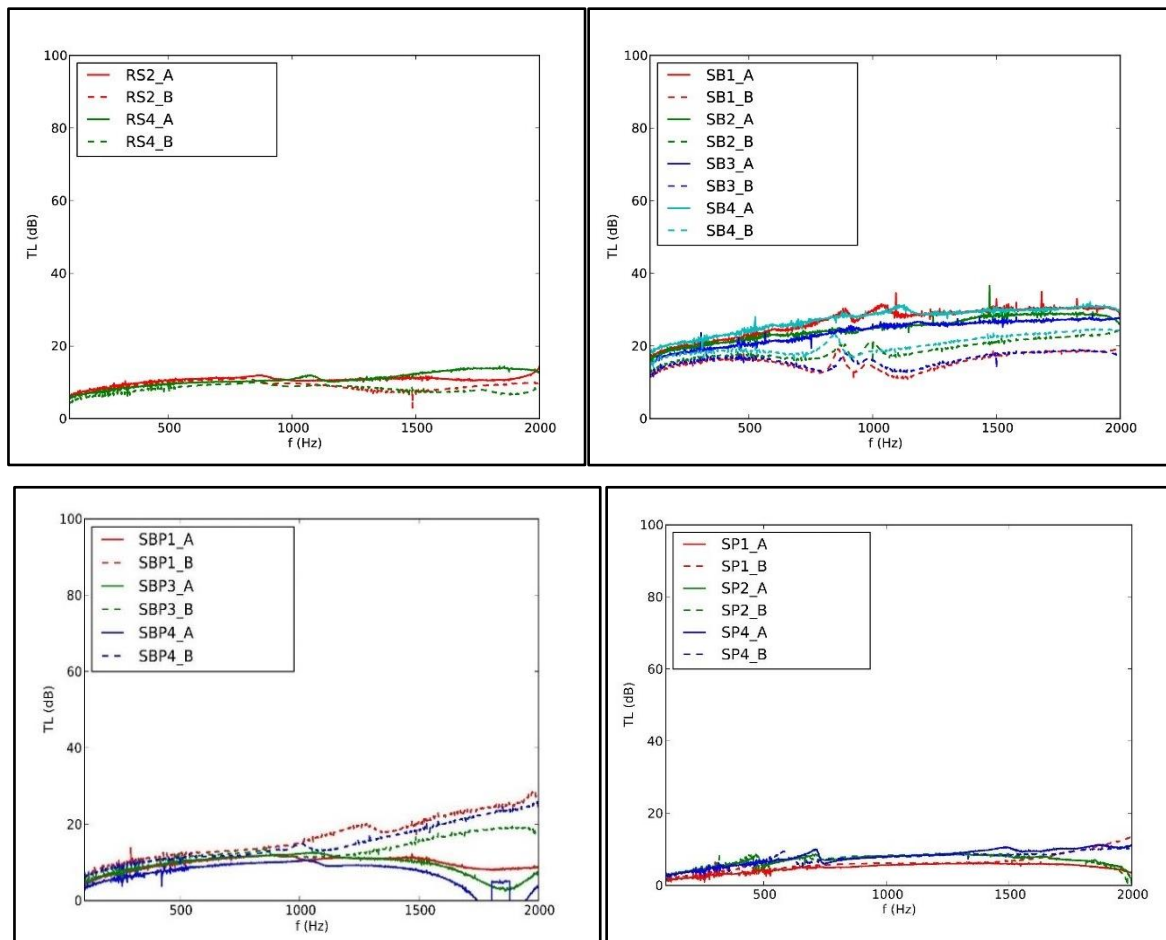 100
80
60
40
20
0
TL (dB)
RS2_A
RS2_B
RS4_A
RS4_B
500
1000
1500
2000
f (Hz)
100
80
60
40
20
0
TL (dB)
SB1_A
SB1_B
SB2_A
SB2_B
SB3_A
SB3_B
SB4_A
SB4_B
500
1000
1500
2000
f (Hz)
100
80
60
40
20
0
TL (dB)
SBP1_A
SBP1_B
SBP3_A
SBP3_B
SBP4_A
SBP4_B
500
1000
1500
2000
f (Hz)
100
80
60
40
20
0
TL (dB)
SP1_A
SP1_B
SP2_A
SP2_B
SP4_A
SP4_B
500
1000
1500
2000
f (Hz)